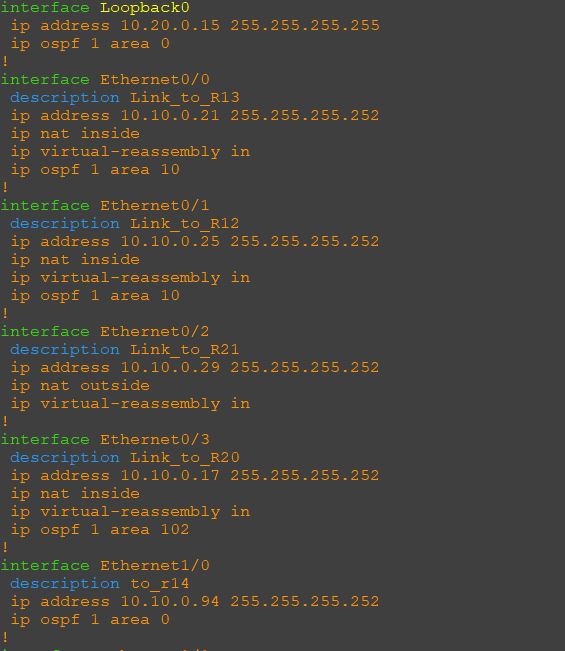 interface Loopback0
ip address 10.20.0.15 255.255.255.255
ip ospf 1 area 0
!
interface Ethernet0/0
description Link_to_R13
ip address 10.10.0.21 255.255.255.252
ip nat inside
ip virtual-reassembly in
ip ospf 1 area 10
!
interface Ethernet0/1
description Link_to_R12
ip address 10.10.0.25 255.255.255.252
ip nat inside
ip virtual-reassembly in
ip ospf 1 area 10
!
interface Ethernet0/2
description Link_to_R21
ip address 10.10.0.29 255.255.255.252
ip nat outside
ip virtual-reassembly in
!
interface Ethernet0/3
description Link_to_R20
ip address 10.10.0.17 255.255.255.252
ip nat inside
ip virtual-reassembly in
ip ospf 1 area 102
!
interface Ethernet1/0
description to_r14
ip address 10.10.0.94 255.255.255.252
ip ospf 1 area 0
!